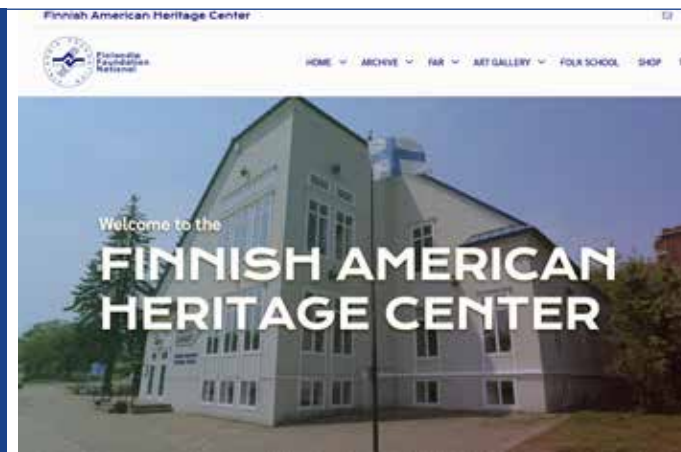 Finnish American Heritage Center
Finlandia
Foundation
National
HOME ARCHIVE FAR ART GALLERY FOLK SCHOOL SHOP
Welcome to the
FINNISH AMERICAN
HERITAGE CENTER